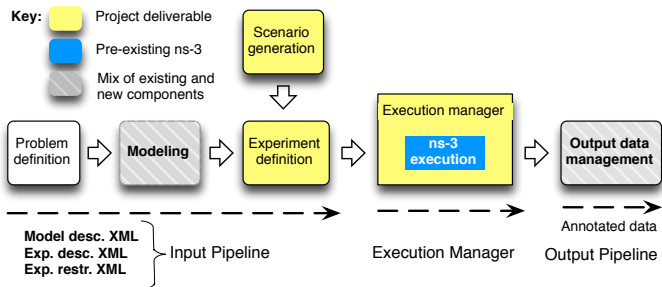 Key: Project deliverable
Pre-existing ns-3
Mix of existing and
new components
Scenario
generation
Problem
definition
Modeling
Experiment
definition
Execution manager
ns-3
execution
Output data
management
Model desc. XML
Exp. desc. XML
Exp. restr. XML
Input Pipeline
Execution Manager
Annotated data
Output Pipeline